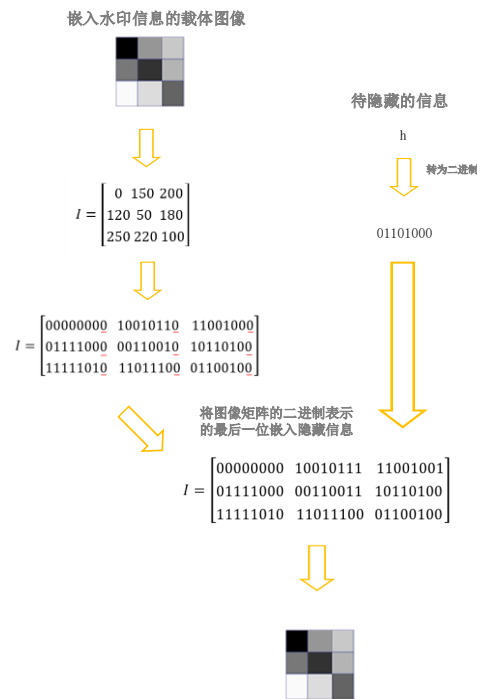 嵌入水印信息的载体图像
待隐藏的信息
h
转为二进制
0 150 200
I = 120 50 180
250 220 100
01101000
00000000 10010110 11001000
I = 01111000 00110010 10110100
11111010 11011100 01100100
将图像矩阵的二进制表示
的最后一位嵌入隐藏信息
00000000 10010111 11001001
I = 01111000 00110011 10110100
11111010 11011100 01100100